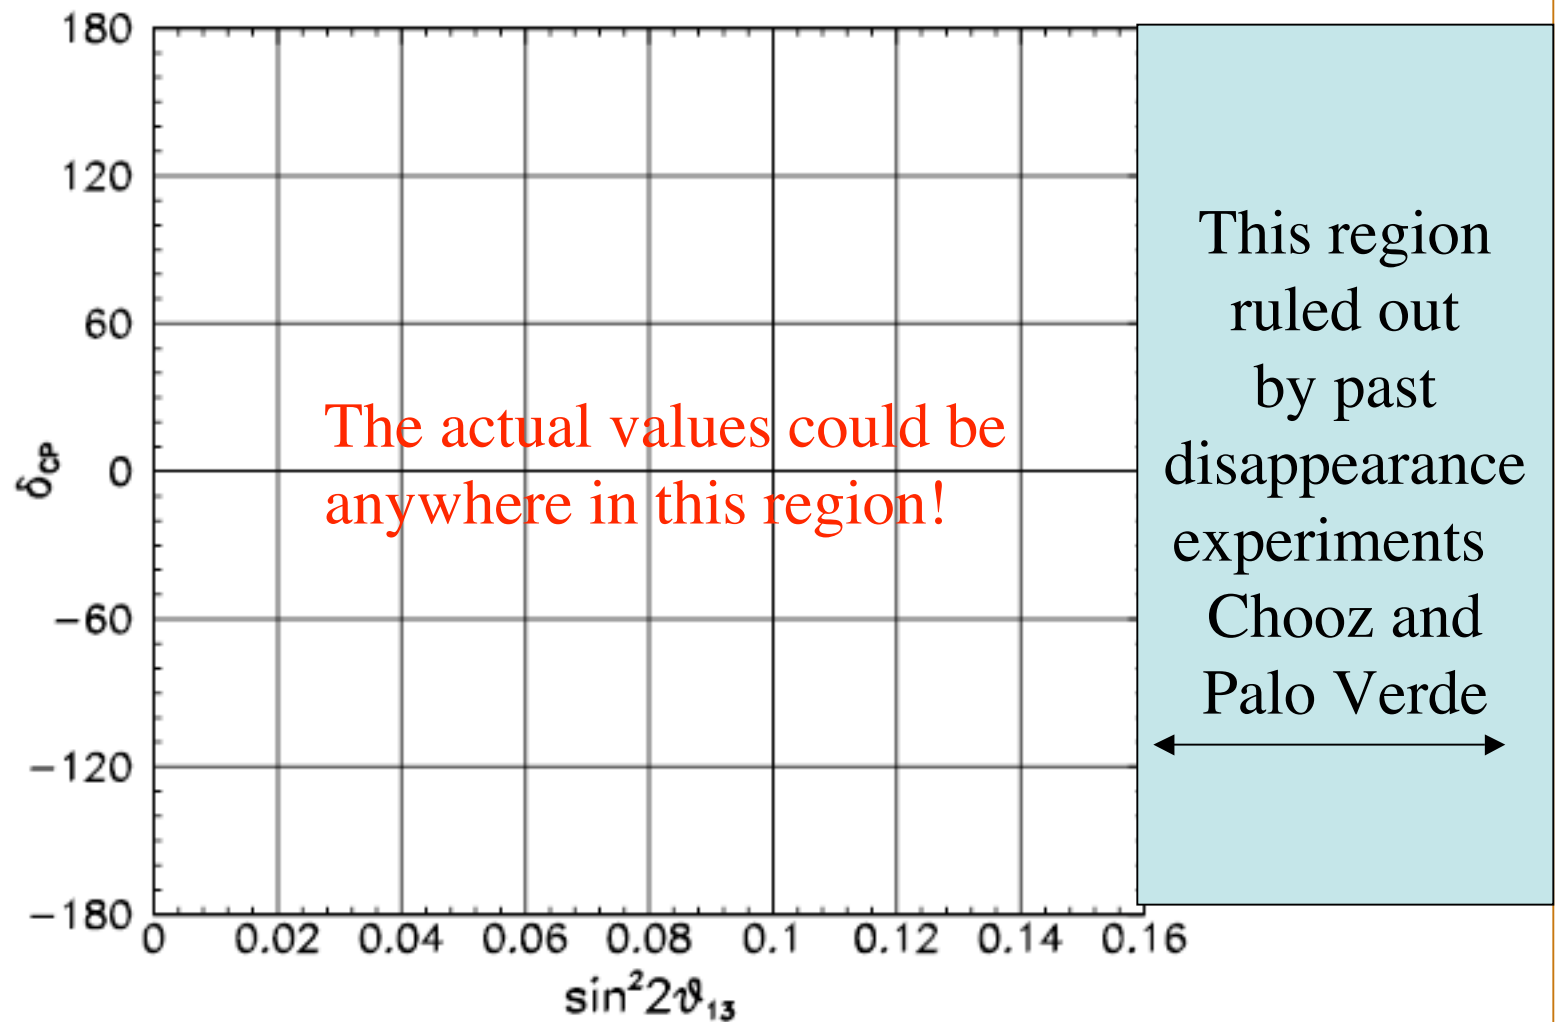 180
120
60
0
−60
−120
−180
δCP
The actual values could be
anywhere in this region!
0 0.02 0.04 0.06 0.08 0.1 0.12 0.14 0.16
sin²2ϑ₁₃
This region
ruled out
by past
disappearance
experiments
Chooz and
Palo Verde